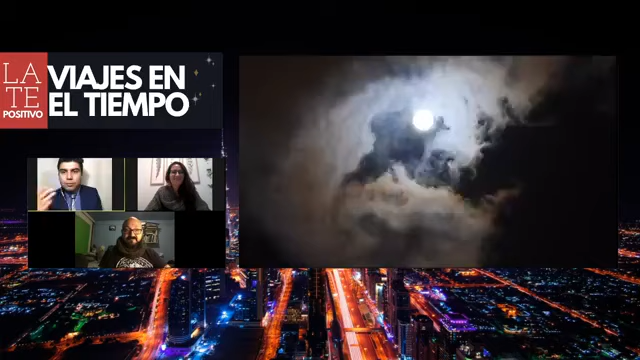 LA
TE
POSITIVO
VIAJES EN
EL TIEMPO